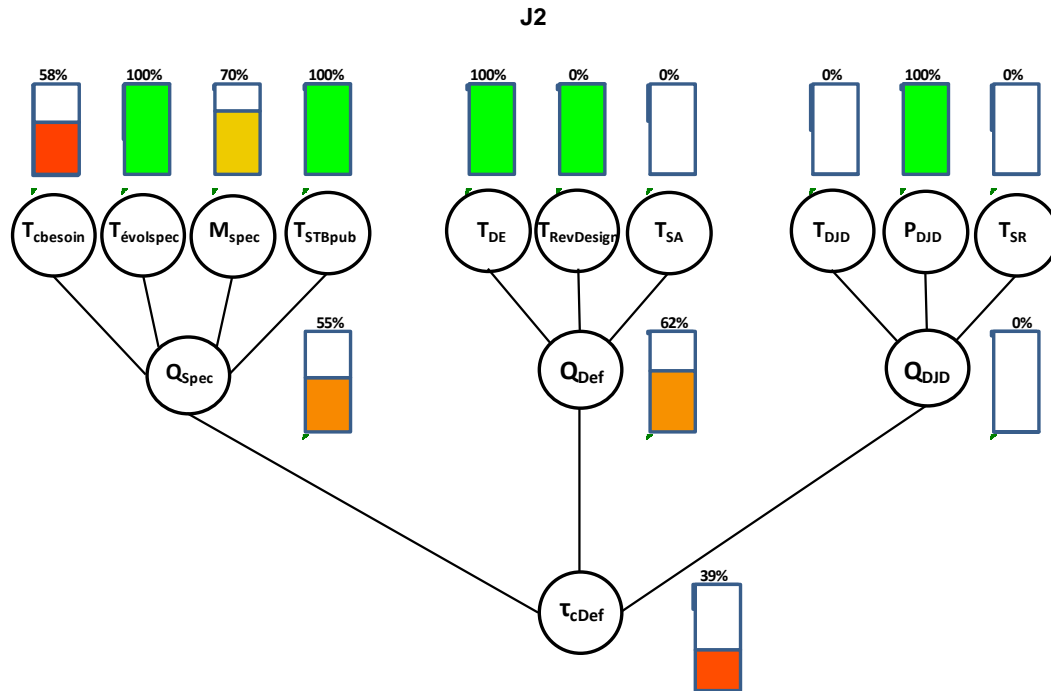 J2
58% 100% 70% 100% 100% 0% 0% 0% 100% 0%
Tcbesoin Tévolspec Mspec TSTBpub TDE TRevDesign TSA TDJD PDJD TSR
55% 62% 0%
QSpec QDef QDJD
39%
τcDef